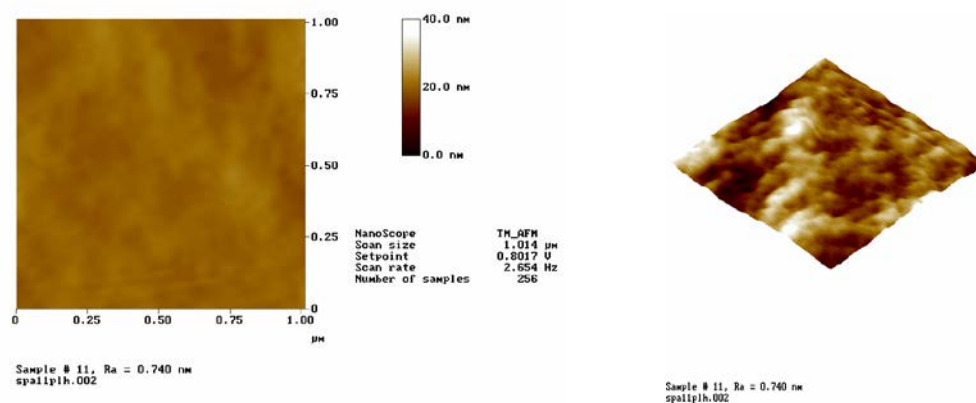 1.00
0.75
0.50
0.25
0
0 0.25 0.50 0.75 1.00
µm
40.0 nm
20.0 nm
0.0 nm
NanoScope TM_AFM
Scan size 1.014 µm
Setpoint 0.8017 V
Scan rate 2.654 Hz
Number of samples 256
Sample # 11, Ra = 0.740 nm
spa11p1h.002
Sample # 11, Ra = 0.740 nm
spa11p1h.002